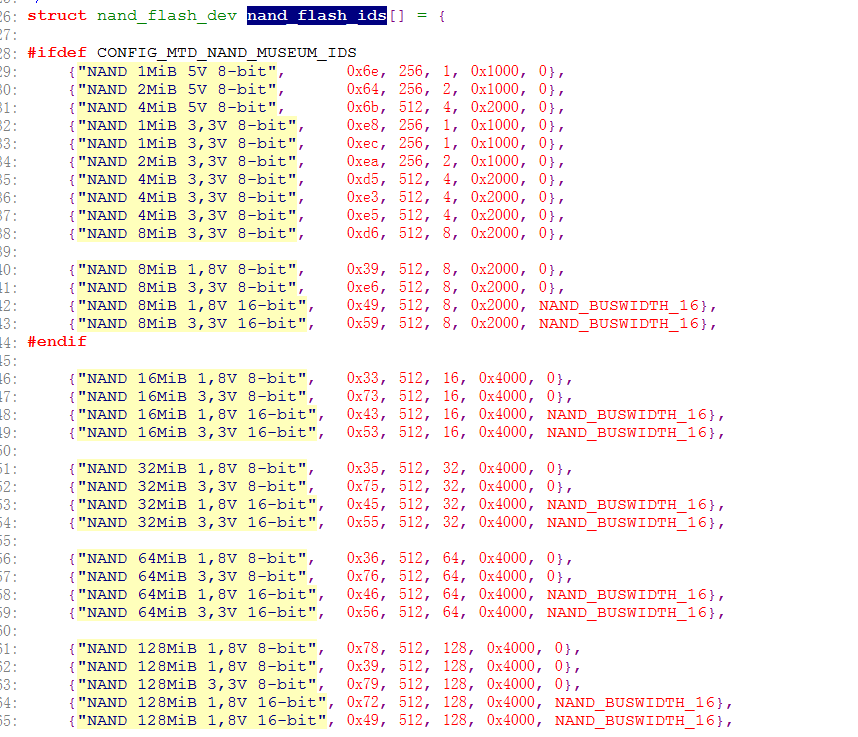 26: struct nand_flash_dev nand_flash_ids[] = {
27:
28: #ifdef CONFIG_MTD_NAND_MUSEUM_IDS
29: {"NAND 1MiB 5V 8-bit", 0x6e, 256, 1, 0x1000, 0},
30: {"NAND 2MiB 5V 8-bit", 0x64, 256, 2, 0x1000, 0},
31: {"NAND 4MiB 5V 8-bit", 0x6b, 512, 4, 0x2000, 0},
32: {"NAND 1MiB 3,3V 8-bit", 0xe8, 256, 1, 0x1000, 0},
33: {"NAND 1MiB 3,3V 8-bit", 0xec, 256, 1, 0x1000, 0},
34: {"NAND 2MiB 3,3V 8-bit", 0xea, 256, 2, 0x1000, 0},
35: {"NAND 4MiB 3,3V 8-bit", 0xd5, 512, 4, 0x2000, 0},
36: {"NAND 4MiB 3,3V 8-bit", 0xe3, 512, 4, 0x2000, 0},
37: {"NAND 4MiB 3,3V 8-bit", 0xe5, 512, 4, 0x2000, 0},
38: {"NAND 8MiB 3,3V 8-bit", 0xd6, 512, 8, 0x2000, 0},
39:
40: {"NAND 8MiB 1,8V 8-bit", 0x39, 512, 8, 0x2000, 0},
41: {"NAND 8MiB 3,3V 8-bit", 0xe6, 512, 8, 0x2000, 0},
42: {"NAND 8MiB 1,8V 16-bit", 0x49, 512, 8, 0x2000, NAND_BUSWIDTH_16},
43: {"NAND 8MiB 3,3V 16-bit", 0x59, 512, 8, 0x2000, NAND_BUSWIDTH_16},
44: #endif
45:
46: {"NAND 16MiB 1,8V 8-bit", 0x33, 512, 16, 0x4000, 0},
47: {"NAND 16MiB 3,3V 8-bit", 0x73, 512, 16, 0x4000, 0},
48: {"NAND 16MiB 1,8V 16-bit", 0x43, 512, 16, 0x4000, NAND_BUSWIDTH_16},
49: {"NAND 16MiB 3,3V 16-bit", 0x53, 512, 16, 0x4000, NAND_BUSWIDTH_16},
50:
51: {"NAND 32MiB 1,8V 8-bit", 0x35, 512, 32, 0x4000, 0},
52: {"NAND 32MiB 3,3V 8-bit", 0x75, 512, 32, 0x4000, 0},
53: {"NAND 32MiB 1,8V 16-bit", 0x45, 512, 32, 0x4000, NAND_BUSWIDTH_16},
54: {"NAND 32MiB 3,3V 16-bit", 0x55, 512, 32, 0x4000, NAND_BUSWIDTH_16},
55:
56: {"NAND 64MiB 1,8V 8-bit", 0x36, 512, 64, 0x4000, 0},
57: {"NAND 64MiB 3,3V 8-bit", 0x76, 512, 64, 0x4000, 0},
58: {"NAND 64MiB 1,8V 16-bit", 0x46, 512, 64, 0x4000, NAND_BUSWIDTH_16},
59: {"NAND 64MiB 3,3V 16-bit", 0x56, 512, 64, 0x4000, NAND_BUSWIDTH_16},
60:
61: {"NAND 128MiB 1,8V 8-bit", 0x78, 512, 128, 0x4000, 0},
62: {"NAND 128MiB 1,8V 8-bit", 0x39, 512, 128, 0x4000, 0},
63: {"NAND 128MiB 3,3V 8-bit", 0x79, 512, 128, 0x4000, 0},
64: {"NAND 128MiB 1,8V 16-bit", 0x72, 512, 128, 0x4000, NAND_BUSWIDTH_16},
65: {"NAND 128MiB 1,8V 16-bit", 0x49, 512, 128, 0x4000, NAND_BUSWIDTH_16},